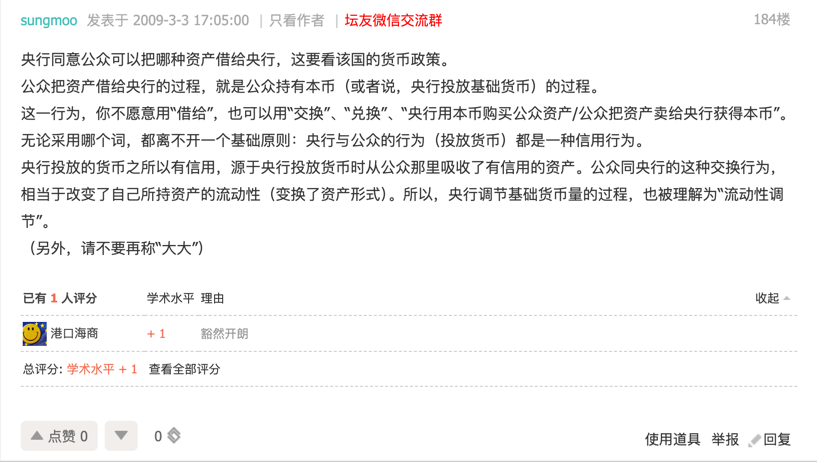 sungmoo 发表于 2009-3-3 17:05:00 | 只看作者 | 坛友微信交流群 184楼
央行同意公众可以把哪种资产借给央行，这要看该国的货币政策。
公众把资产借给央行的过程，就是公众持有本币（或者说，央行投放基础货币）的过程。
这一行为，你不愿意用“借给”，也可以用“交换”、“兑换”、“央行用本币购买公众资产/公众把资产卖给央行获得本币”。
无论采用哪个词，都离不开一个基础原则：央行与公众的行为（投放货币）都是一种信用行为。
央行投放的货币之所以有信用，源于央行投放货币时从公众那里吸收了有信用的资产。公众同央行的这种交换行为，
相当于改变了自己所持资产的流动性（变换了资产形式）。所以，央行调节基础货币量的过程，也被理解为“流动性调
节”。
（另外，请不要再称“大大”）
已有 1 人评分 学术水平 理由 收起
港口海商 + 1 豁然开朗
总评分: 学术水平 + 1 查看全部评分
点赞 0 0 使用道具 举报 回复